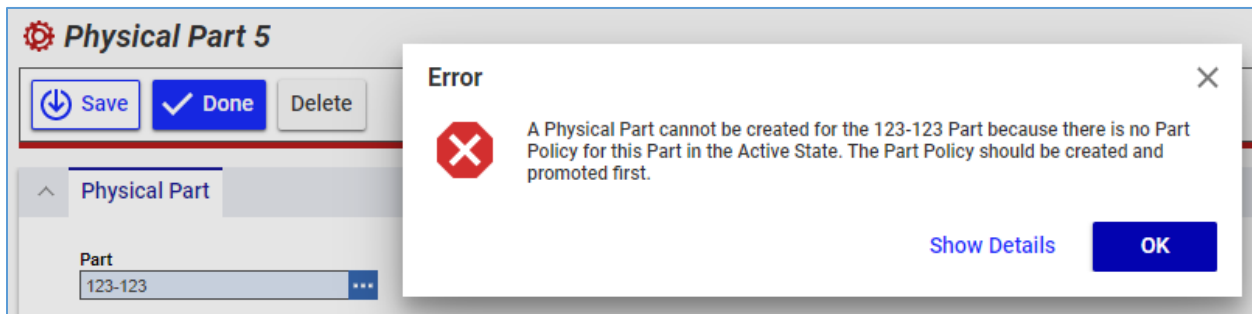 Physical Part 5
Save
Done
Delete
Physical Part
Part
123-123
Error
A Physical Part cannot be created for the 123-123 Part because there is no Part
Policy for this Part in the Active State. The Part Policy should be created and
promoted first.
Show Details
OK